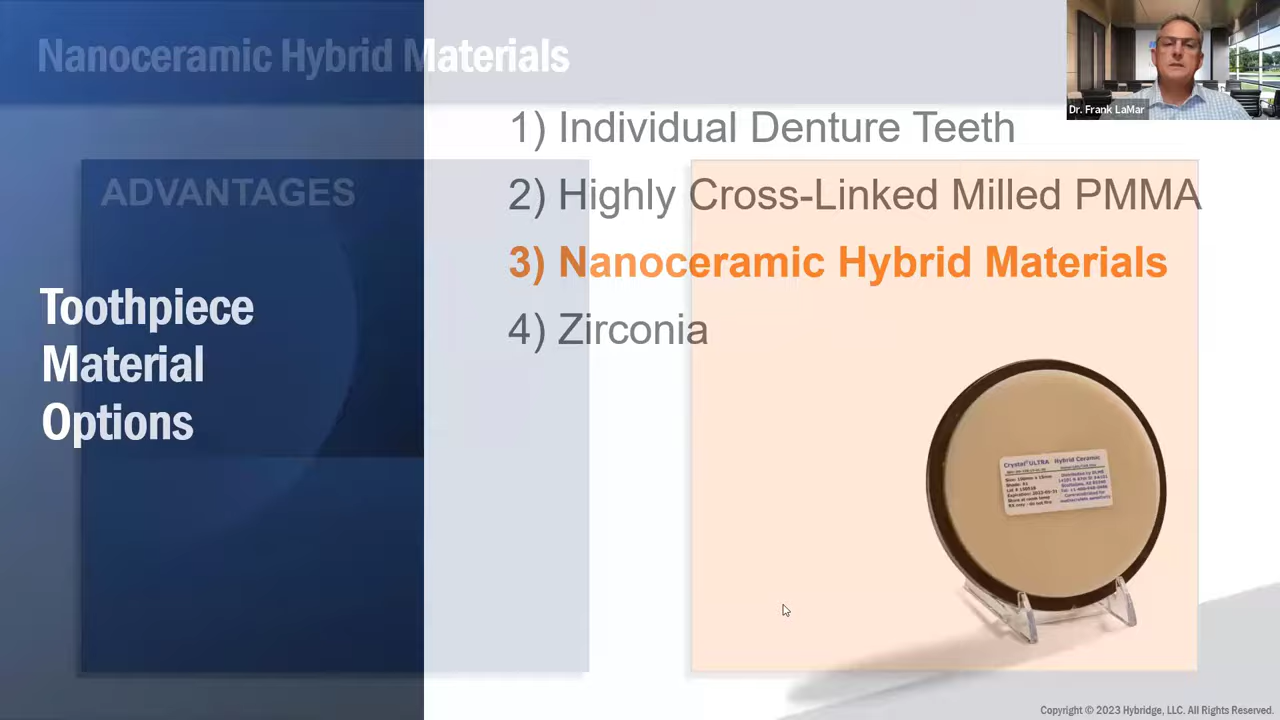 Nanoceramic Hybrid Materials
Dr. Frank LaMar
1) Individual Denture Teeth
ADVANTAGES
2) Highly Cross-Linked Milled PMMA
3) Nanoceramic Hybrid Materials
4) Zirconia
Toothpiece
Material
Options
Crystal® ULTRA Hybrid Ceramic
Copyright © 2023 Hybridge, LLC. All Rights Reserved.